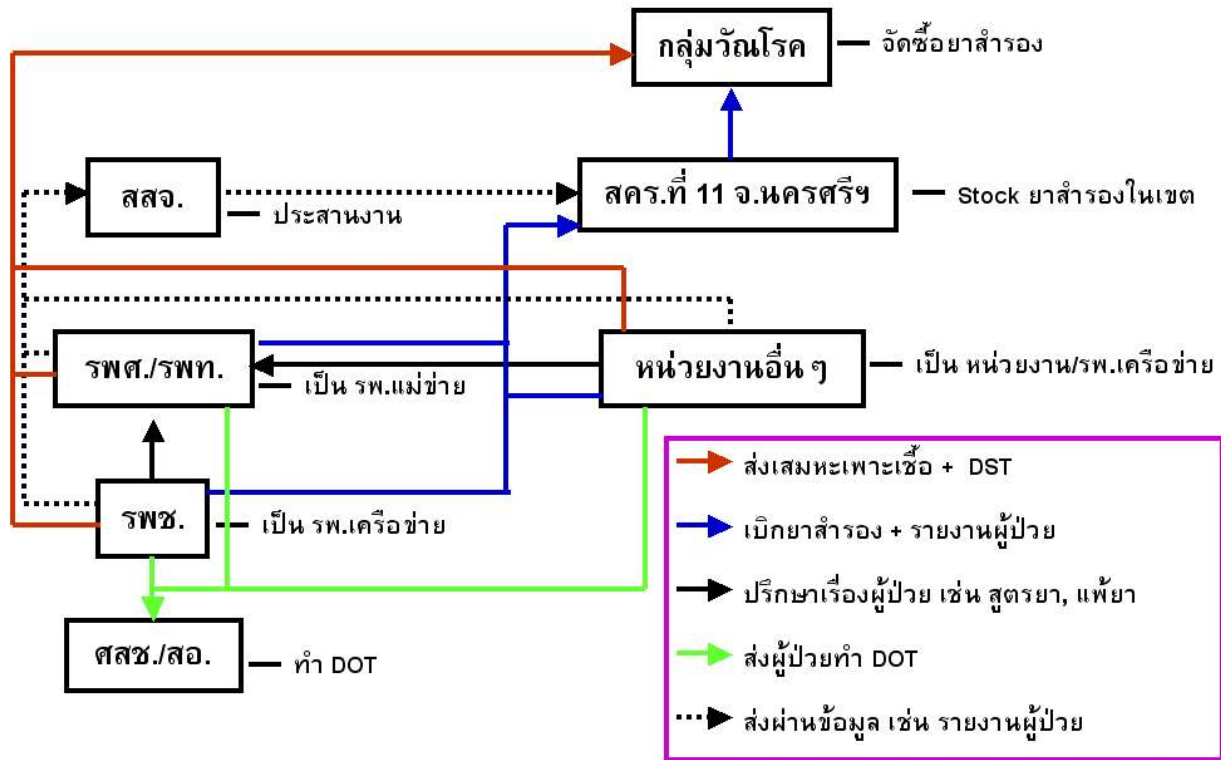 กลุ่มวัณโรค
จัดซื้อยาสำรอง
สสจ.
ประสานงาน
สคร.ที่ 11 จ.นครศรีฯ
Stock ยาสำรองในเขต
รพศ./รพท.
เป็น รพ.แม่ข่าย
หน่วยงานอื่น ๆ
เป็น หน่วยงาน/รพ.เครือข่าย
รพช.
เป็น รพ.เครือข่าย
ศสช./สอ.
ทำ DOT
ส่งเสมหะเพาะเชื้อ + DST
เบิกยาสำรอง + รายงานผู้ป่วย
ปรึกษาเรื่องผู้ป่วย เช่น สูตรยา, แพ้ยา
ส่งผู้ป่วยทำ DOT
ส่งผ่านข้อมูล เช่น รายงานผู้ป่วย